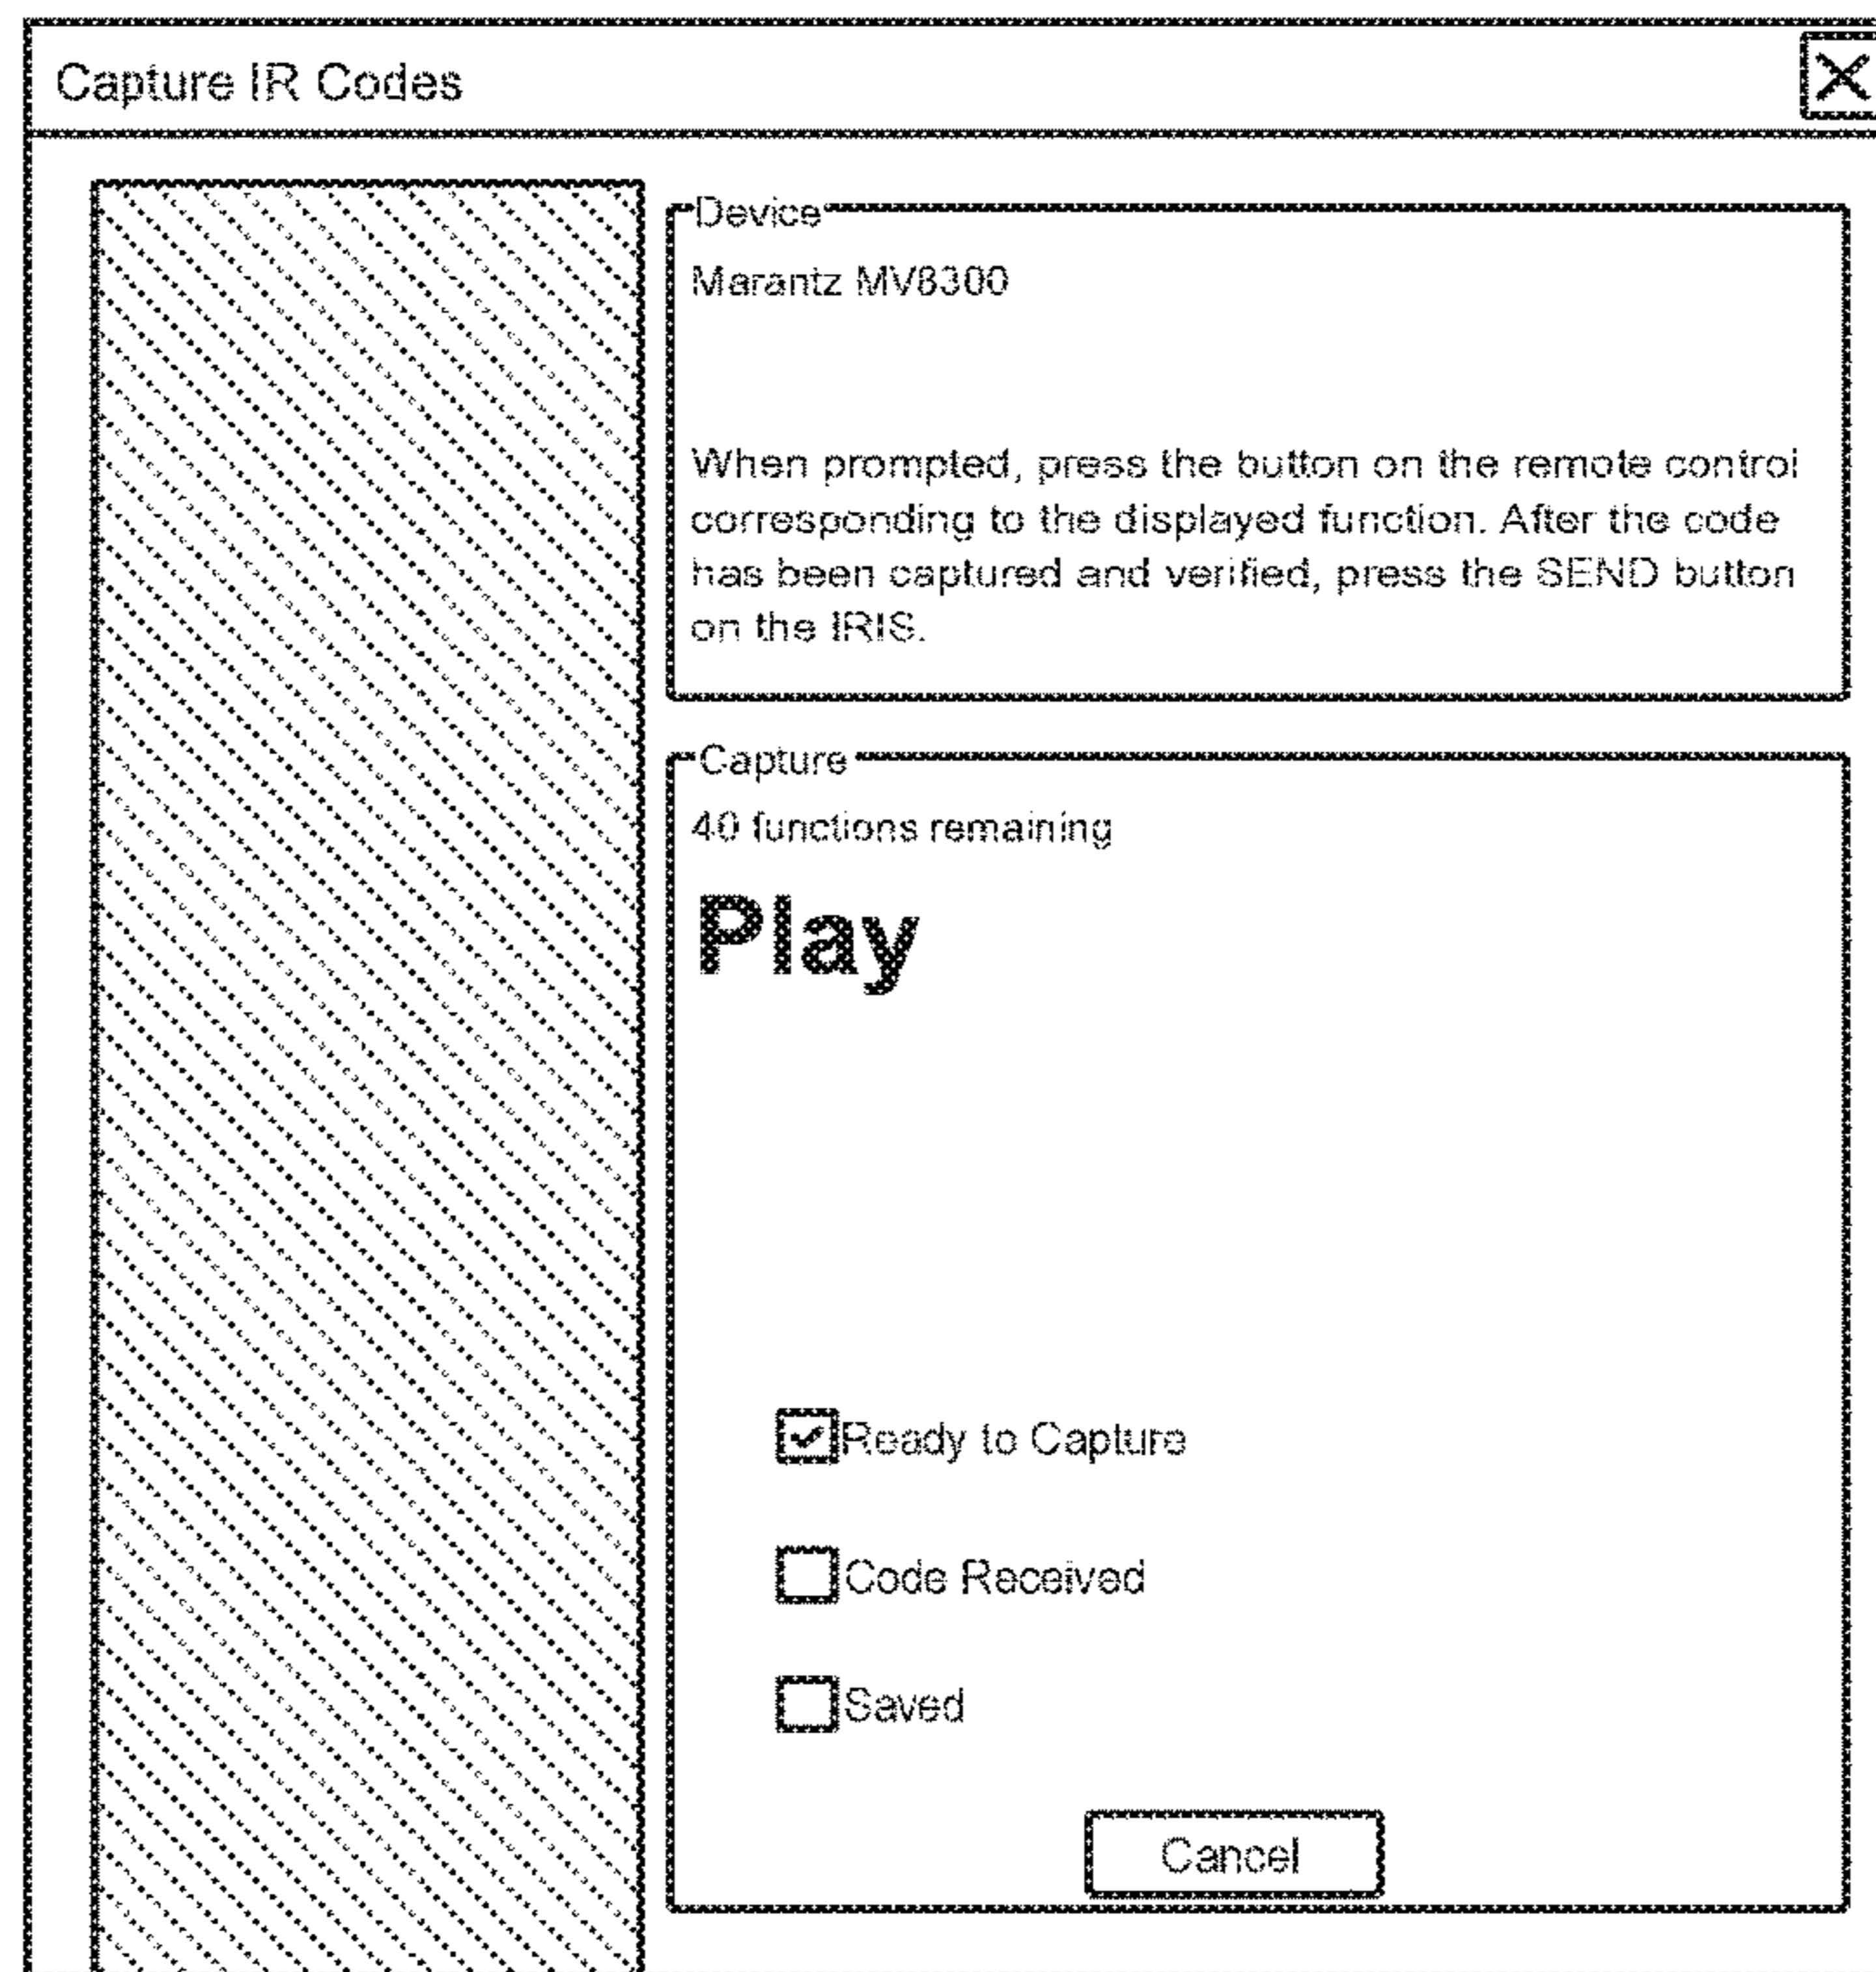 Capture IR Codes
Device
Marantz MV8300
When prompted, press the button on the remote control
corresponding to the displayed function. After the code
has been captured and verified, press the SEND button
on the IRIS.
Capture
40 functions remaining
Play
Ready to Capture
Code Received
Saved
Cancel